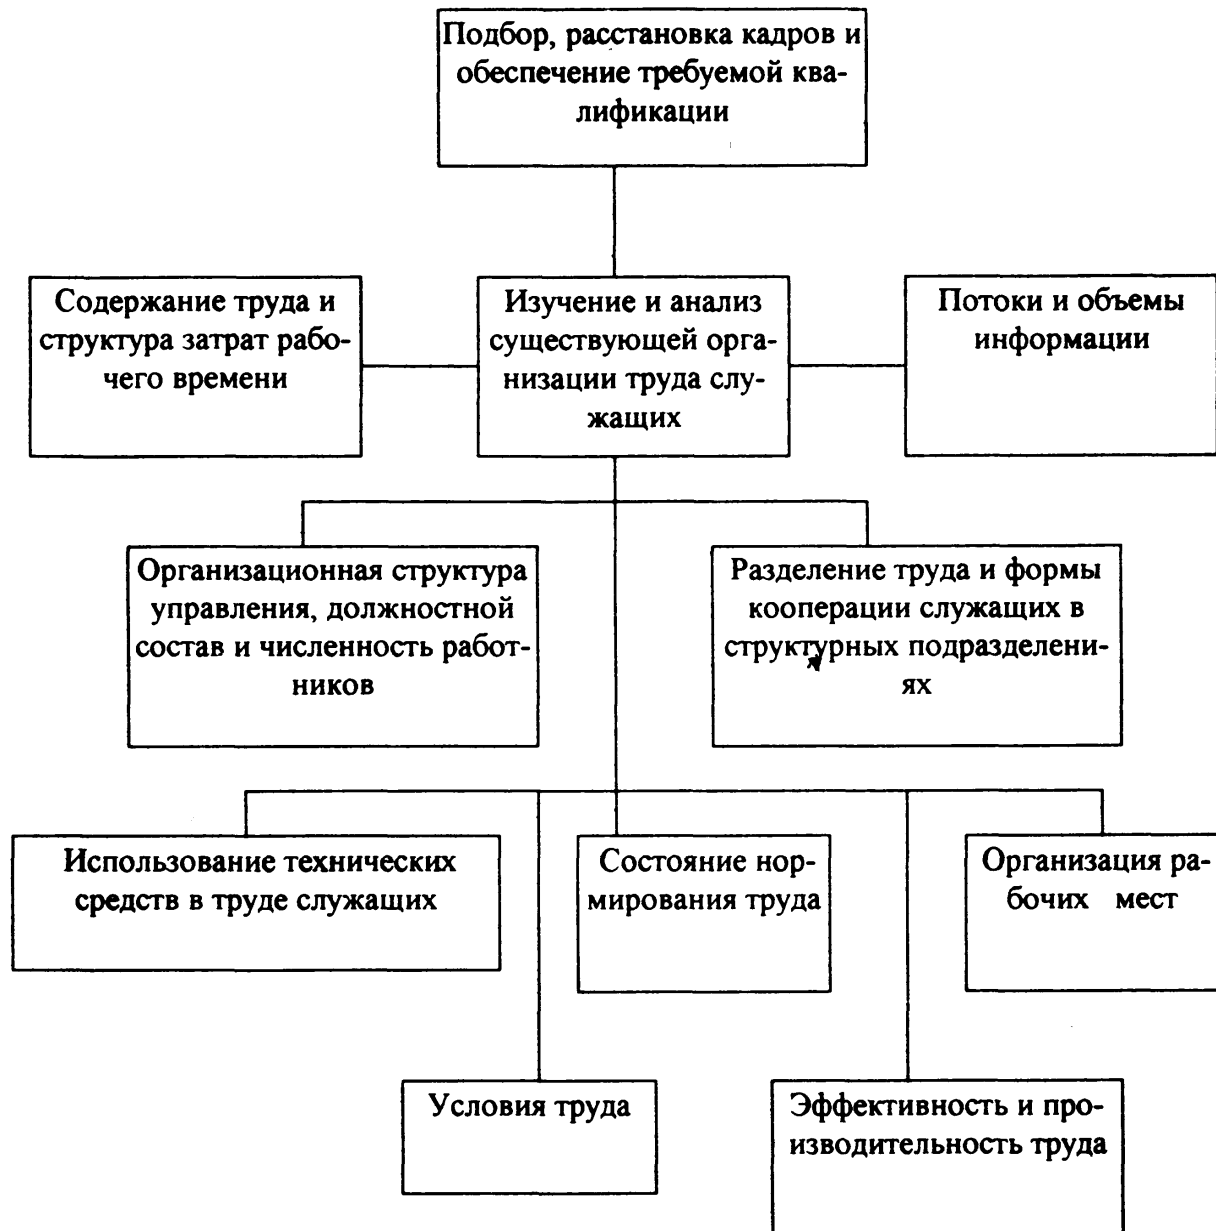 Подбор, расстановка кадров и
обеспечение требуемой ква-
лификации
Содержание труда и
структура затрат рабо-
чего времени
Изучение и анализ
существующей орга-
низации труда слу-
жащих
Потоки и объемы
информации
Организационная структура
управления, должностной
состав и численность работ-
ников
Разделение труда и формы
кооперации служащих в
структурных подразделени-
ях
Использование технических
средств в труде служащих
Состояние нор-
мирования труда
Организация ра-
бочих мест
Условия труда
Эффективность и про-
изводительность труда